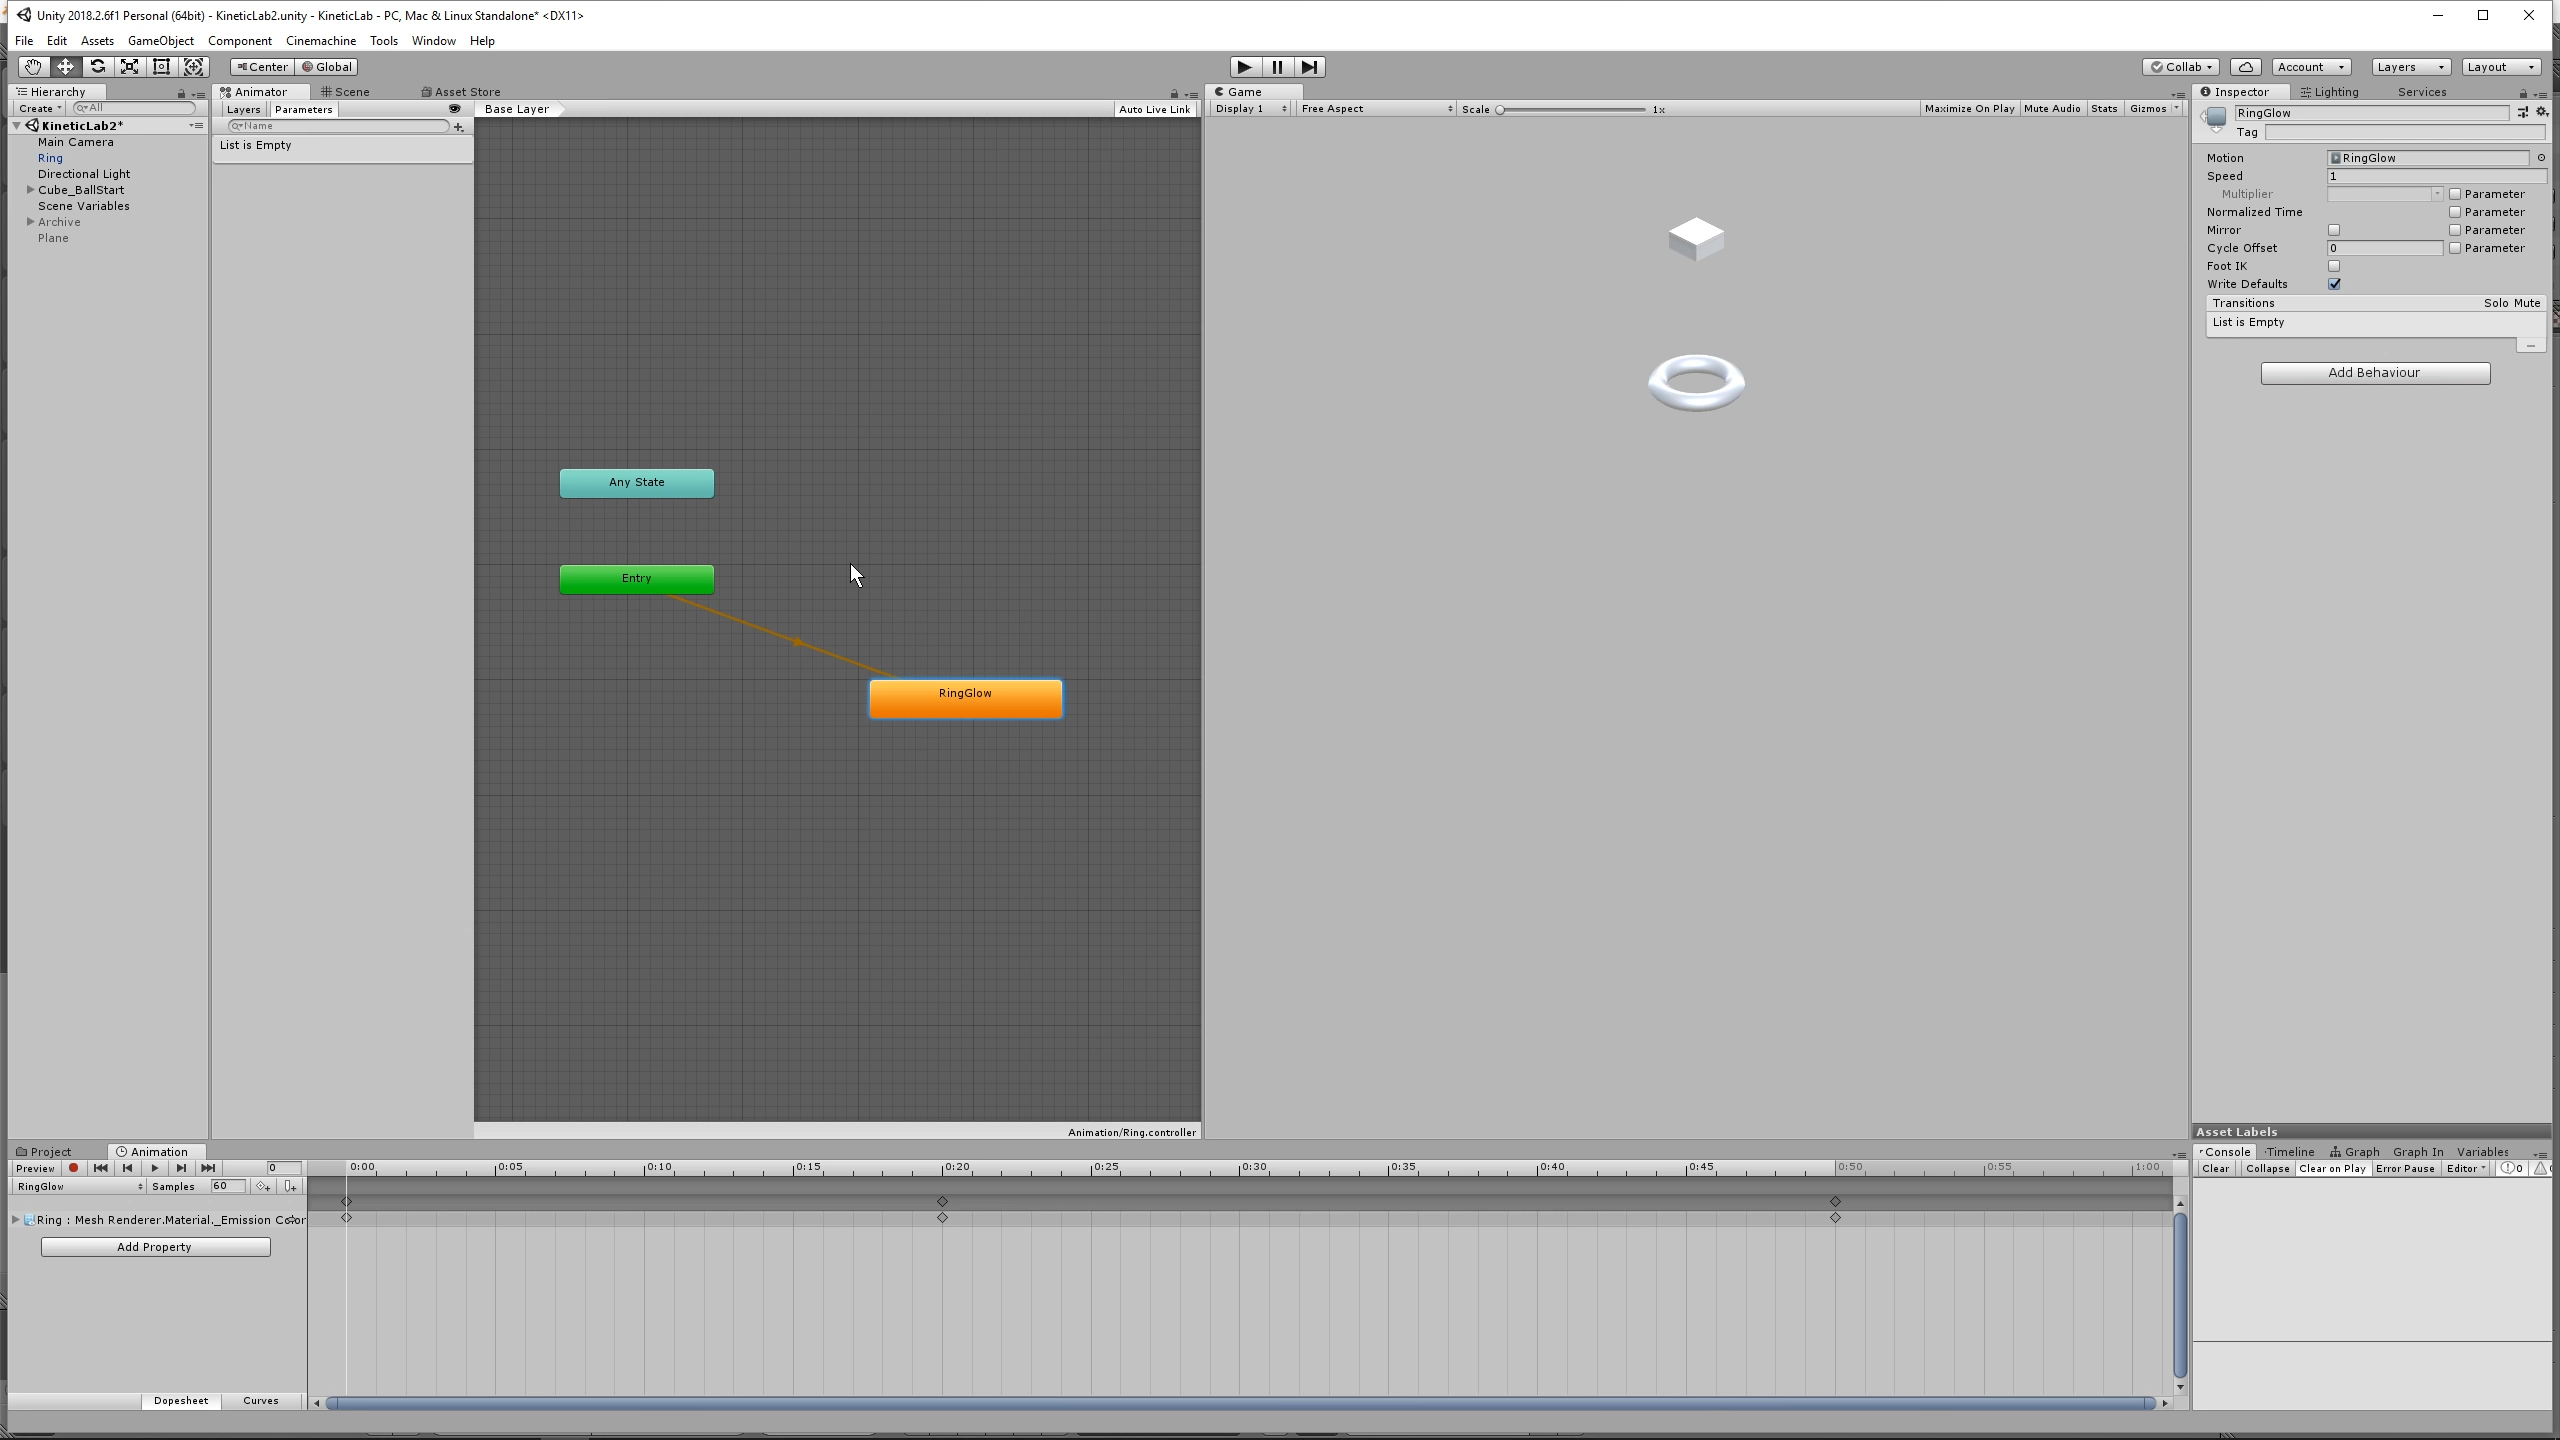 Unity 2018.2.6f1 Personal (64bit) - KineticLab2.unity - KineticLab - PC, Mac & Linux Standalone* <DX11>
File Edit Assets GameObject Component Cinemachine Tools Window Help
Center Global Collab Account Layers Layout
Hierarchy
Create All
KineticLab2*
Main Camera
Ring
Directional Light
Cube_BallStart
Scene Variables
Archive
Plane
Animator Scene Asset Store
Layers Parameters
Name
List is Empty
Base Layer Auto Live Link
Any State
Entry
RingGlow
Animation/Ring.controller
Game
Display 1 Free Aspect Scale 1x Maximize On Play Mute Audio Stats Gizmos
Inspector Lighting Services
RingGlow
Tag
Motion RingGlow
Speed 1
Multiplier Parameter
Normalized Time Parameter
Mirror Parameter
Cycle Offset 0 Parameter
Foot IK
Write Defaults
Transitions Solo Mute
List is Empty
Add Behaviour
Asset Labels
Project Animation
Preview 0 0:00 0:05 0:10 0:15 0:20 0:25 0:30 0:35 0:40 0:45 0:50 0:55 1:00
RingGlow Samples 60
Ring : Mesh Renderer.Material._Emission Color
Add Property
Dopesheet Curves
Console Timeline Graph Graph In Variables
Clear Collapse Clear on Play Error Pause Editor 0